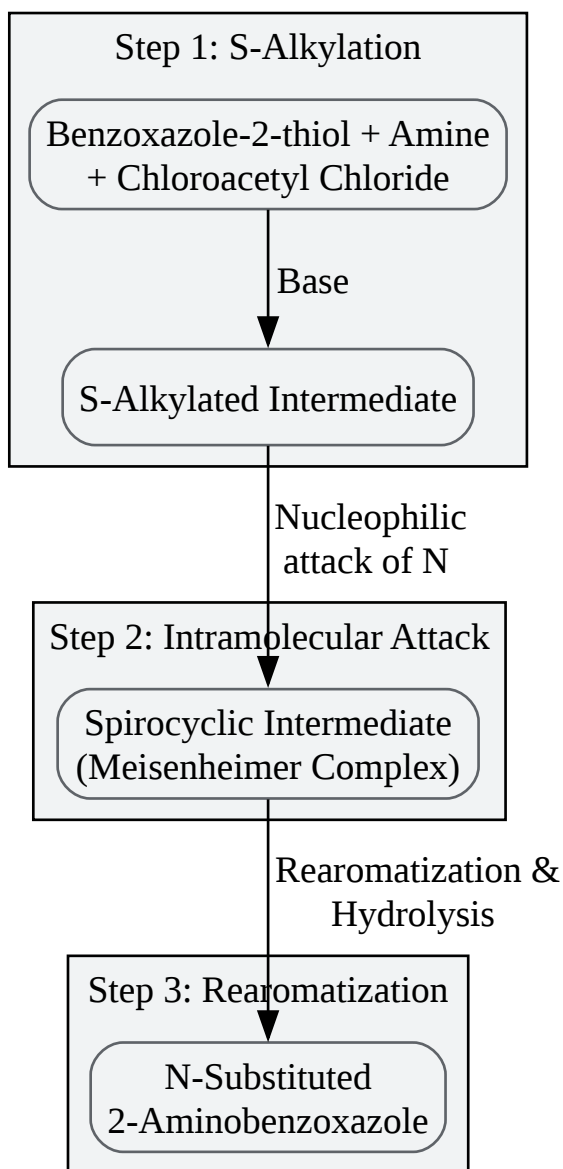 Step 1: S-Alkylation
Benzoxazole-2-thiol + Amine
+ Chloroacetyl Chloride
Base
S-Alkylated Intermediate
Nucleophilic
attack of N
Step 2: Intramolecular Attack
Spirocyclic Intermediate
(Meisenheimer Complex)
Rearomatization &
Hydrolysis
Step 3: Rearomatization
N-Substituted
2-Aminobenzoxazole